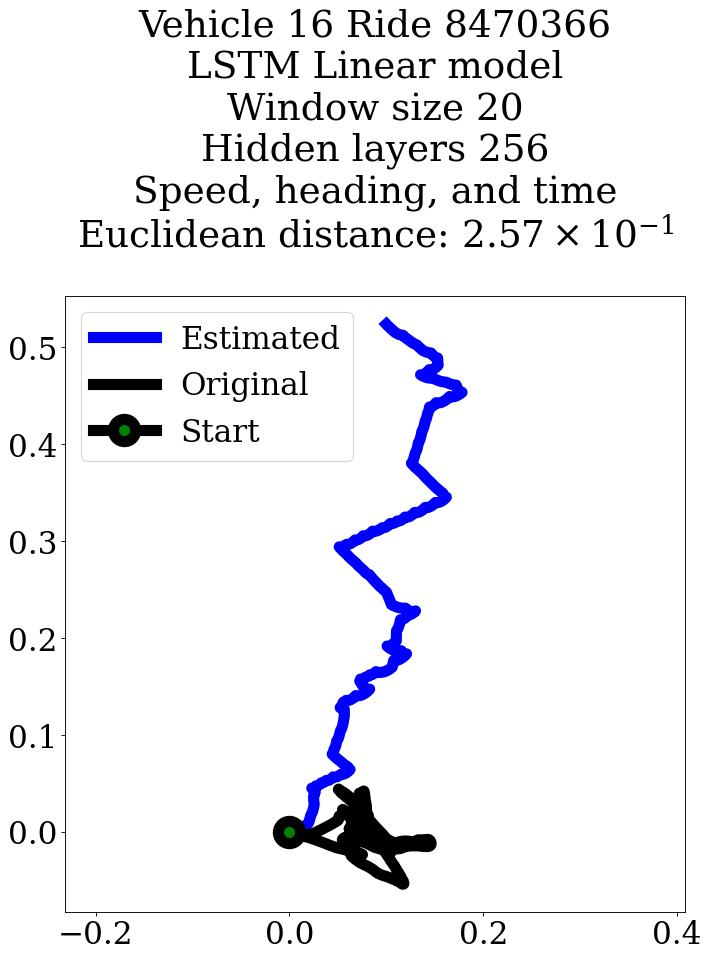 Vehicle 16 Ride 8470366
LSTM Linear model
Window size 20
Hidden layers 256
Speed, heading, and time
Euclidean distance: 2.57 × 10⁻¹
Estimated
Original
Start
0.5
0.4
0.3
0.2
0.1
0.0
−0.2 0.0 0.2 0.4